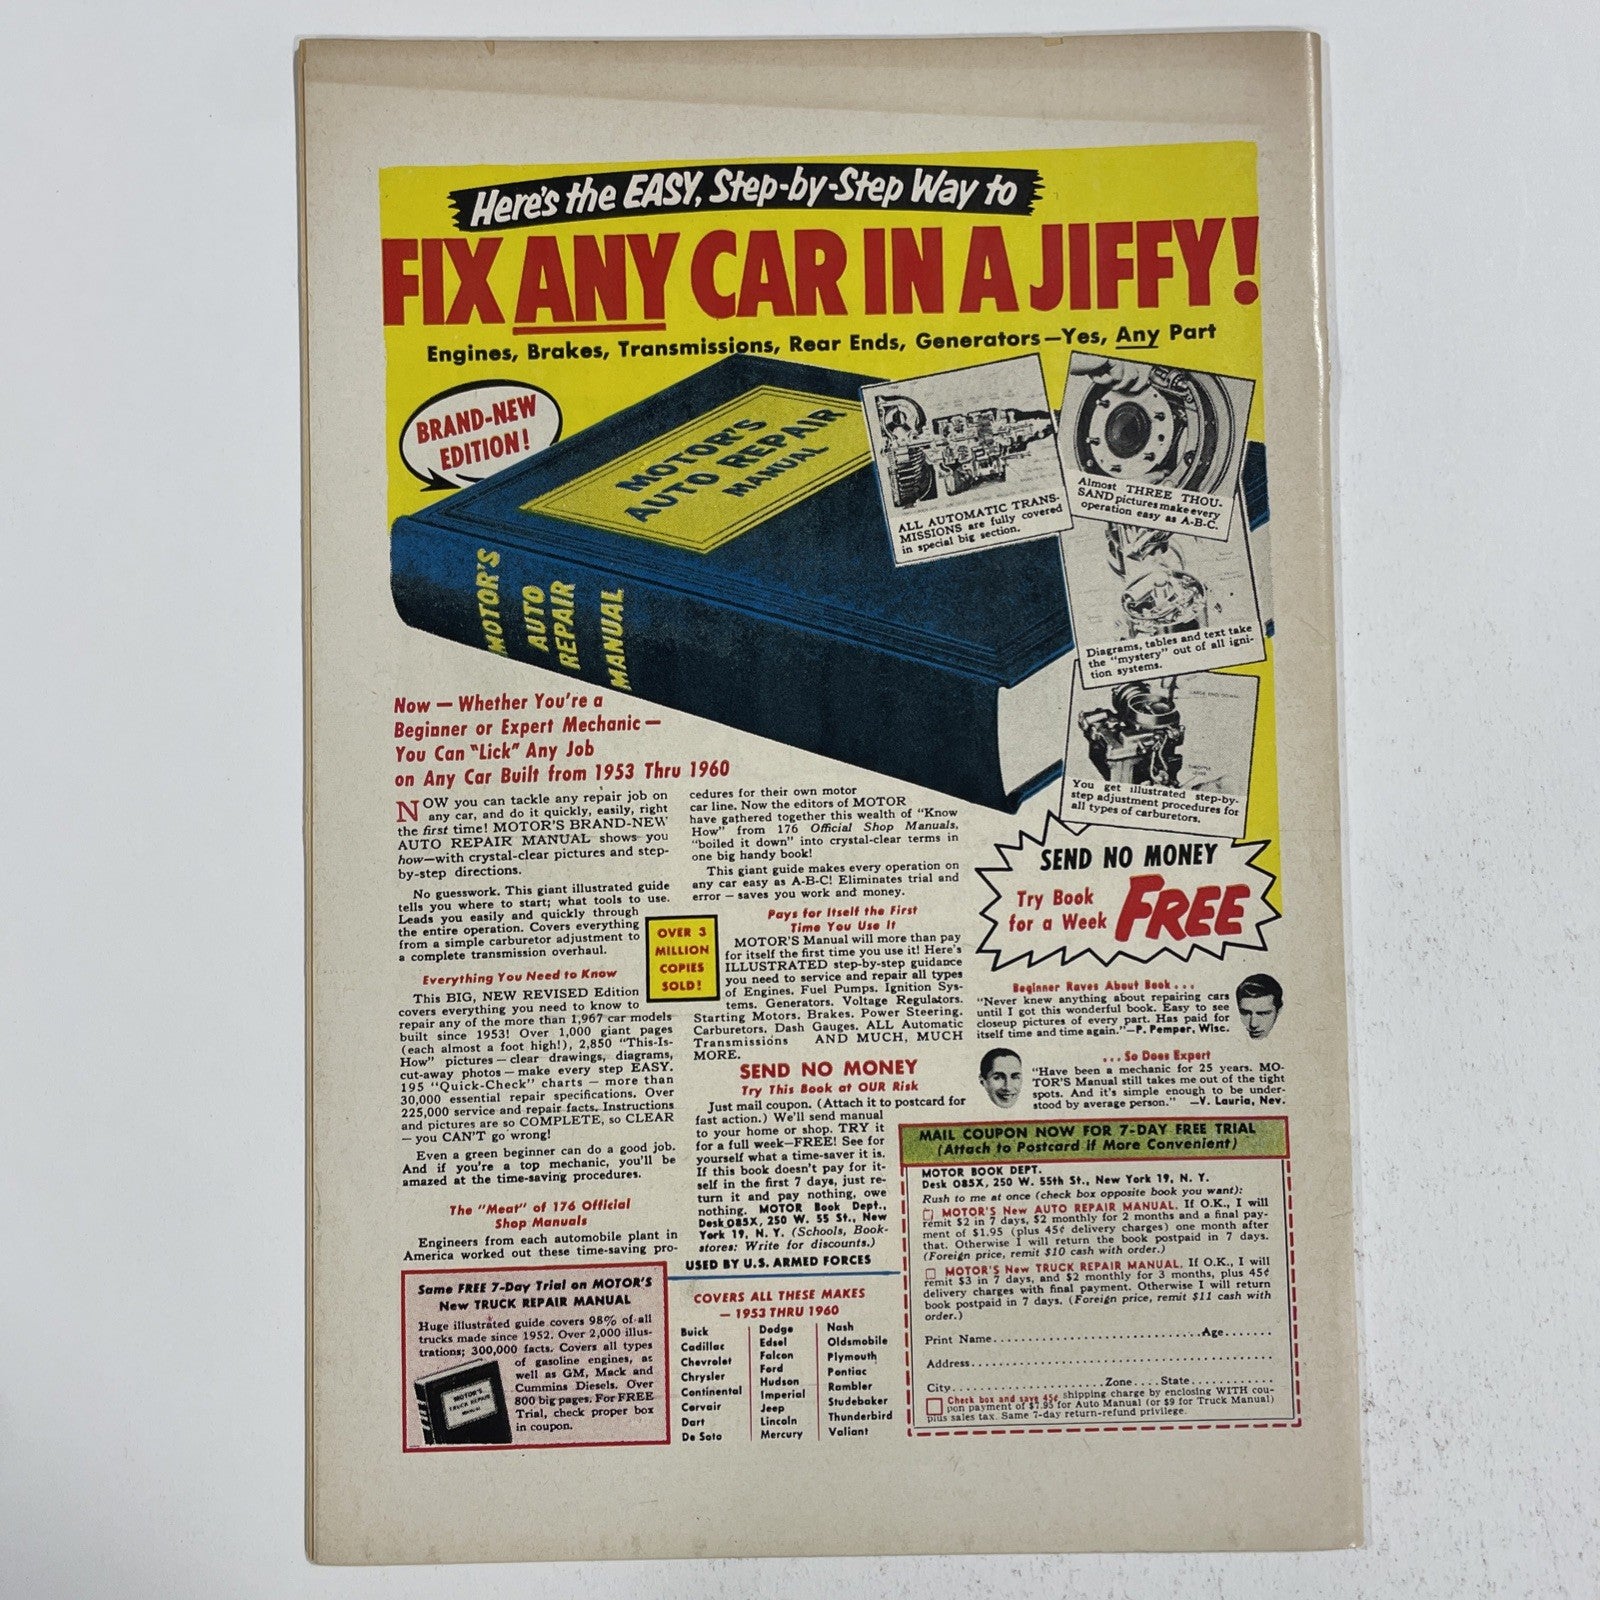 Here's the EASY, Step-by-Step Way to
FIX ANY CAR IN A JIFFY!
Engines, Brakes, Transmissions, Rear Ends, Generators—Yes, Any Part
BRAND-NEW
EDITION!
MOTOR'S
AUTO REPAIR
MANUAL
MOTOR'S
AUTO
REPAIR
MANUAL
ALL AUTOMATIC TRANS-
MISSIONS are fully covered
in special big section.
Almost THREE THOU-
SAND pictures make every
operation easy as A-B-C.
Diagrams, tables and text take
the "mystery" out of all igni-
tion systems.
You get illustrated step-by-
step adjustment procedures for
all types of carburetors.
Now — Whether You're a
Beginner or Expert Mechanic —
You Can "Lick" Any Job
on Any Car Built from 1953 Thru 1960
NOW you can tackle any repair job on
any car, and do it quickly, easily, right
the first time! MOTOR'S BRAND-NEW
AUTO REPAIR MANUAL shows you
how—with crystal-clear pictures and step-
by-step directions.
No guesswork. This giant illustrated guide
tells you where to start; what tools to use.
Leads you easily and quickly through
the entire operation. Covers everything
from a simple carburetor adjustment to
a complete transmission overhaul.
Everything You Need to Know
This BIG, NEW REVISED Edition
covers everything you need to know to
repair any of the more than 1,967 car models
built since 1953! Over 1,000 giant pages
(each almost a foot high!), 2,850 "This-Is-
How" pictures — clear drawings, diagrams,
cut-away photos — make every step EASY.
195 "Quick-Check" charts — more than
30,000 essential repair specifications. Over
225,000 service and repair facts. Instructions
and pictures are so COMPLETE, so CLEAR
— you CAN'T go wrong!
Even a green beginner can do a good job.
And if you're a top mechanic, you'll be
amazed at the time-saving procedures.
The "Meat" of 176 Official
Shop Manuals
Engineers from each automobile plant in
America worked out these time-saving pro-
OVER 3
MILLION
COPIES
SOLD!
cedures for their own motor
car line. Now the editors of MOTOR
have gathered together this wealth of "Know
How" from 176 Official Shop Manuals,
"boiled it down" into crystal-clear terms in
one big handy book!
This giant guide makes every operation on
any car easy as A-B-C! Eliminates trial and
error — saves you work and money.
Pays for Itself the First
Time You Use It
MOTOR'S Manual will more than pay
for itself the first time you use it! Here's
ILLUSTRATED step-by-step guidance
you need to service and repair all types
of Engines. Fuel Pumps. Ignition Sys-
tems. Generators. Voltage Regulators.
Starting Motors. Brakes. Power Steering.
Carburetors. Dash Gauges. ALL Automatic
Transmissions AND MUCH, MUCH
MORE.
SEND NO MONEY
Try This Book at OUR Risk
Just mail coupon. (Attach it to postcard for
fast action.) We'll send manual
to your home or shop. TRY it
for a full week—FREE! See for
yourself what a time-saver it is.
If this book doesn't pay for it-
self in the first 7 days, just re-
turn it and pay nothing, owe
nothing. MOTOR Book Dept.,
Desk 085X, 250 W. 55 St., New
York 19, N. Y. (Schools, Book-
stores: Write for discounts.)
USED BY U.S. ARMED FORCES
SEND NO MONEY
Try Book
for a Week FREE
Beginner Raves About Book...
"Never knew anything about repairing cars
until I got this wonderful book. Easy to see
closeup pictures of every part. Has paid for
itself time and time again."—P. Pemper, Wisc.
...So Does Expert
"Have been a mechanic for 25 years. MO-
TOR'S Manual still takes me out of the tight
spots. And it's simple enough to be under-
stood by average person." —V. Lauria, Nev.
Same FREE 7-Day Trial on MOTOR'S
New TRUCK REPAIR MANUAL
Huge illustrated guide covers 98% of all
trucks made since 1952. Over 2,000 illus-
trations; 300,000 facts. Covers all types
of gasoline engines, as
well as GM, Mack and
Cummins Diesels. Over
800 big pages. For FREE
Trial, check proper box
in coupon.
MOTOR'S
TRUCK REPAIR
MANUAL
COVERS ALL THESE MAKES
— 1953 THRU 1960
Buick
Cadillac
Chevrolet
Chrysler
Continental
Corvair
Dart
De Soto
Dodge
Edsel
Falcon
Ford
Hudson
Imperial
Jeep
Lincoln
Mercury
Nash
Oldsmobile
Plymouth
Pontiac
Rambler
Studebaker
Thunderbird
Valiant
MAIL COUPON NOW FOR 7-DAY FREE TRIAL
(Attach to Postcard if More Convenient)
MOTOR BOOK DEPT.
Desk 085X, 250 W. 55th St., New York 19, N. Y.
Rush to me at once (check box opposite book you want):
MOTOR'S New AUTO REPAIR MANUAL. If O.K., I will
remit $2 in 7 days, $2 monthly for 2 months and a final pay-
ment of $1.95 (plus 45¢ delivery charges) one month after
that. Otherwise I will return the book postpaid in 7 days.
(Foreign price, remit $10 cash with order.)
MOTOR'S New TRUCK REPAIR MANUAL. If O.K., I will
remit $3 in 7 days, and $2 monthly for 3 months, plus 45¢
delivery charges with final payment. Otherwise I will return
book postpaid in 7 days. (Foreign price, remit $11 cash with
order.)
Print Name..............................Age.......
Address..............................
City....................Zone....State..............
Check box and save 45¢ shipping charge by enclosing WITH cou-
pon payment of $7.95 for Auto Manual (or $9 for Truck Manual)
plus sales tax. Same 7-day return-refund privilege.